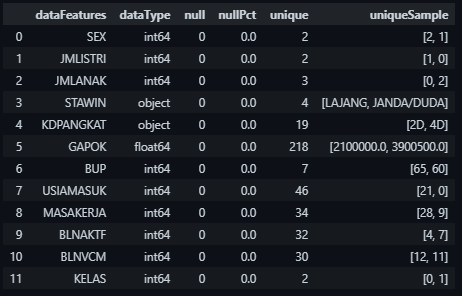 dataFeatures dataType null nullPct unique uniqueSample
0 SEX int64 0 0.0 2 [2, 1]
1 JMLISTRI int64 0 0.0 2 [1, 0]
2 JMLANAK int64 0 0.0 3 [0, 2]
3 STAWIN object 0 0.0 4 [LAJANG, JANDA/DUDA]
4 KDPANGKAT object 0 0.0 19 [2D, 4D]
5 GAPOK float64 0 0.0 218 [2100000.0, 3900500.0]
6 BUP int64 0 0.0 7 [65, 60]
7 USIAMASUK int64 0 0.0 46 [21, 0]
8 MASAKERJA int64 0 0.0 34 [28, 9]
9 BLNAKTF int64 0 0.0 32 [4, 7]
10 BLNVCM int64 0 0.0 30 [12, 11]
11 KELAS int64 0 0.0 2 [0, 1]